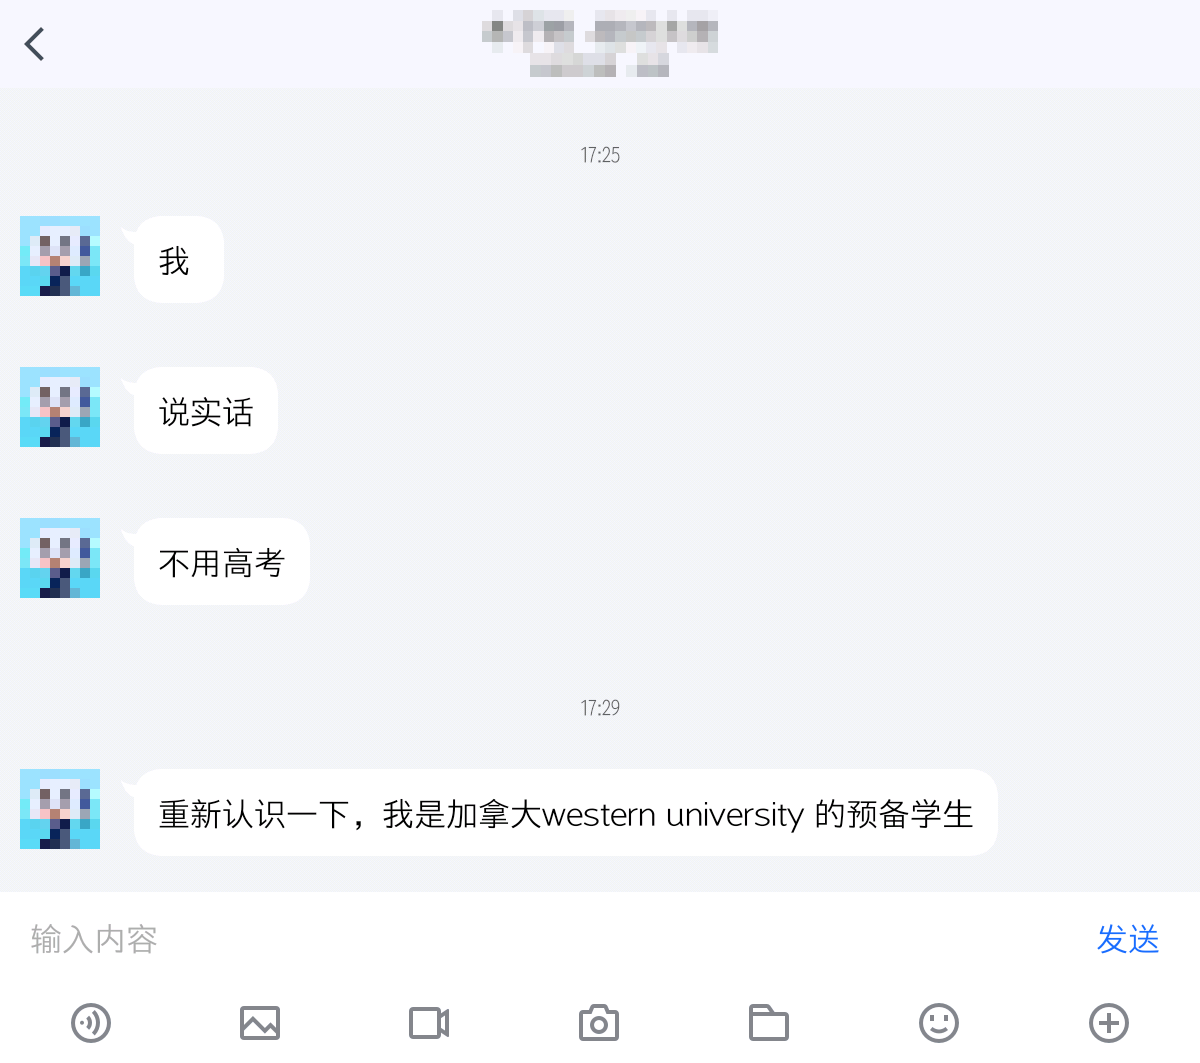 17:25
我
说实话
不用高考
17:29
重新认识一下，我是加拿大western university 的预备学生
输入内容
发送